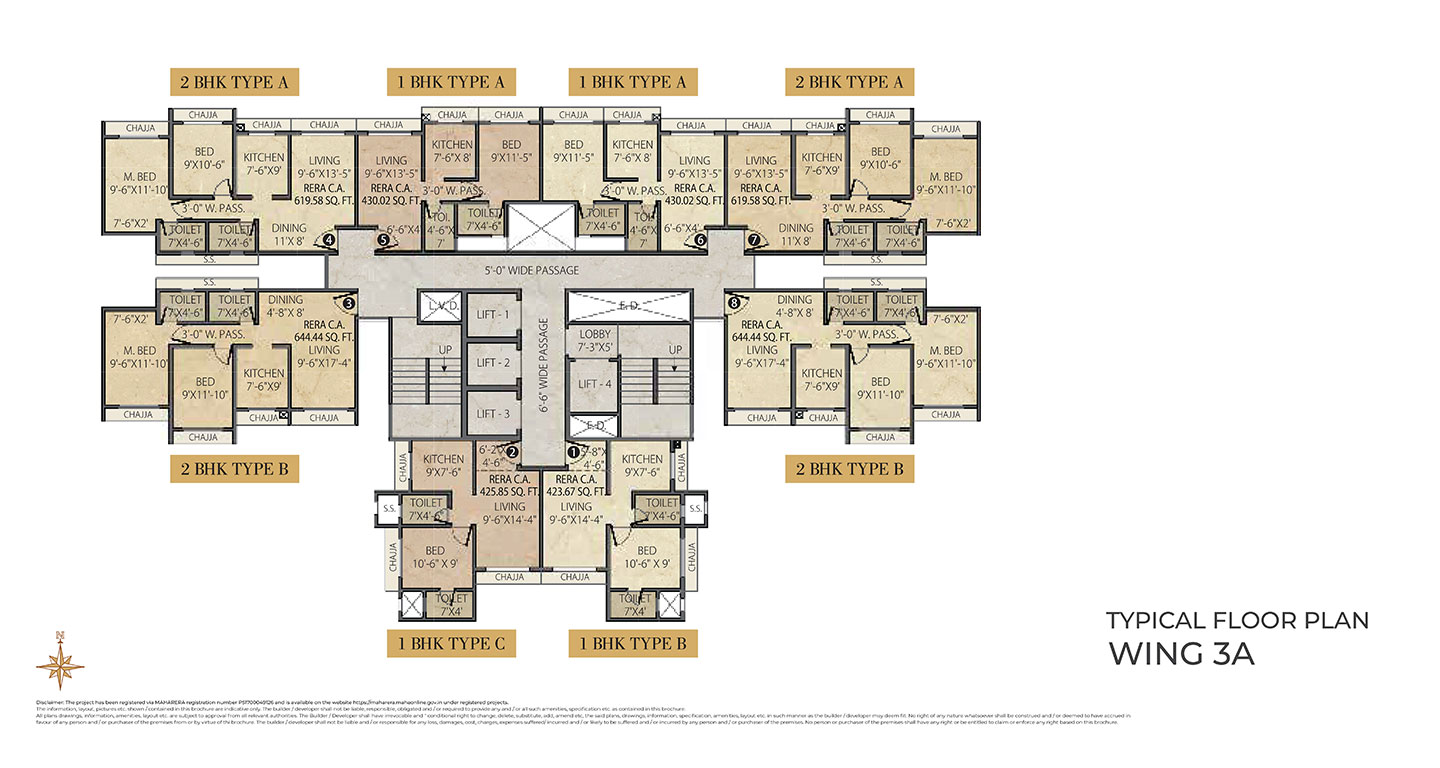 2 BHK TYPE A
1 BHK TYPE A
1 BHK TYPE A
2 BHK TYPE A
CHAJJA
CHAJJA
CHAJJA
CHAJJA
CHAJJA
CHAJJA
CHAJJA
CHAJJA
CHAJJA
CHAJJA
CHAJJA
CHAJJA
CHAJJA
CHAJJA
M. BED
9'-6"X11'-10"
7'-6"X2'
BED
9'X10'-6"
KITCHEN
7'-6"X9'
LIVING
9'-6"X13'-5"
RERA C.A.
619.58 SQ. FT.
3'-0" W. PASS.
TOILET
7'X4'-6"
TOILET
7'X4'-6"
DINING
11'X 8'
4
S.S.
LIVING
9'-6"X13'-5"
RERA C.A.
430.02 SQ. FT.
KITCHEN
7'-6"X 8'
BED
9'X11'-5"
3'-0" W. PASS.
5
6'-6"X4'
TOI.
4'-6"X
7'
TOILET
7'X4'-6"
BED
9'X11'-5"
KITCHEN
7'-6"X 8'
LIVING
9'-6"X13'-5"
RERA C.A.
430.02 SQ. FT.
3'-0" W. PASS.
TOILET
7'X4'-6"
TOI.
4'-6"X
7'
6'-6"X4'
6
LIVING
9'-6"X13'-5"
RERA C.A.
619.58 SQ. FT.
KITCHEN
7'-6"X9'
BED
9'X10'-6"
M. BED
9'-6"X11'-10"
7'-6"X2'
3'-0" W. PASS.
7
DINING
11'X 8'
TOILET
7'X4'-6"
TOILET
7'X4'-6"
S.S.
5'-0" WIDE PASSAGE
S.S.
TOILET
7'X4'-6"
TOILET
7'X4'-6"
DINING
4'-8"X 8'
3
7'-6"X2'
3'-0" W. PASS.
RERA C.A.
644.44 SQ. FT.
LIVING
9'-6"X17'-4"
M. BED
9'-6"X11'-10"
BED
9'X11'-10"
KITCHEN
7'-6"X9'
CHAJJA
CHAJJA
CHAJJA
CHAJJA
L.V.D.
LIFT - 1
LIFT - 2
LIFT - 3
UP
6'-6" WIDE PASSAGE
E.D.
LOBBY
7'-3"X5'
LIFT - 4
UP
E.D.
S.S.
8
DINING
4'-8"X 8'
TOILET
7'X4'-6"
TOILET
7'X4'-6"
RERA C.A.
644.44 SQ. FT.
LIVING
9'-6"X17'-4"
3'-0" W. PASS.
7'-6"X2'
KITCHEN
7'-6"X9'
BED
9'X11'-10"
M. BED
9'-6"X11'-10"
CHAJJA
CHAJJA
CHAJJA
CHAJJA
2 BHK TYPE B
2 BHK TYPE B
CHAJJA
KITCHEN
9'X7'-6"
4'-6"
2
RERA C.A.
425.85 SQ. FT.
LIVING
9'-6"X14'-4"
S.S.
TOILET
7'X4'-6"
CHAJJA
BED
10'-6" X 9'
CHAJJA
TOILET
7'X4'
1
5'-8"X
4'-6"
RERA C.A.
423.67 SQ. FT.
LIVING
9'-6"X14'-4"
KITCHEN
9'X7'-6"
CHAJJA
TOILET
7'X4'-6"
S.S.
BED
10'-6" X 9'
CHAJJA
CHAJJA
TOILET
7'X4'
1 BHK TYPE C
1 BHK TYPE B
N
TYPICAL FLOOR PLAN
WING 3A
Disclaimer: The project has been registered via MAHARERA registration number P51700049126 and is available on the website https://maharera.mahaonline.gov.in under registered projects.
The information, layout, pictures etc. shown / contained in this brochure are indicative only. The builder / developer shall not be liable, responsible, obligated and / or required to provide any and / or all such amenities, specification etc. as contained in this brochure.
All plans drawings, information, amenities, layout etc. are subject to approval from all relevant authorities. The Builder / Developer shall have irrevocable and conditional right to change, delete, substitute, add, amend etc., the said plans, drawings, information, specification, amenities, layout etc. in such manner as the builder / developer may deem fit. No right of any nature whatsoever shall be construed and / or deemed to have accrued in
favour of any person and / or purchaser of the premises from or by virtue of this brochure. The builder / developer shall not be liable and / or responsible for any loss, damages, cost, charges, expenses suffered/ incurred and / or likely to be suffered and / or incurred by any person and / or purchaser of the premises. No person or purchaser of the premises shall have any right or be entitled to claim or enforce any right based on this brochure.